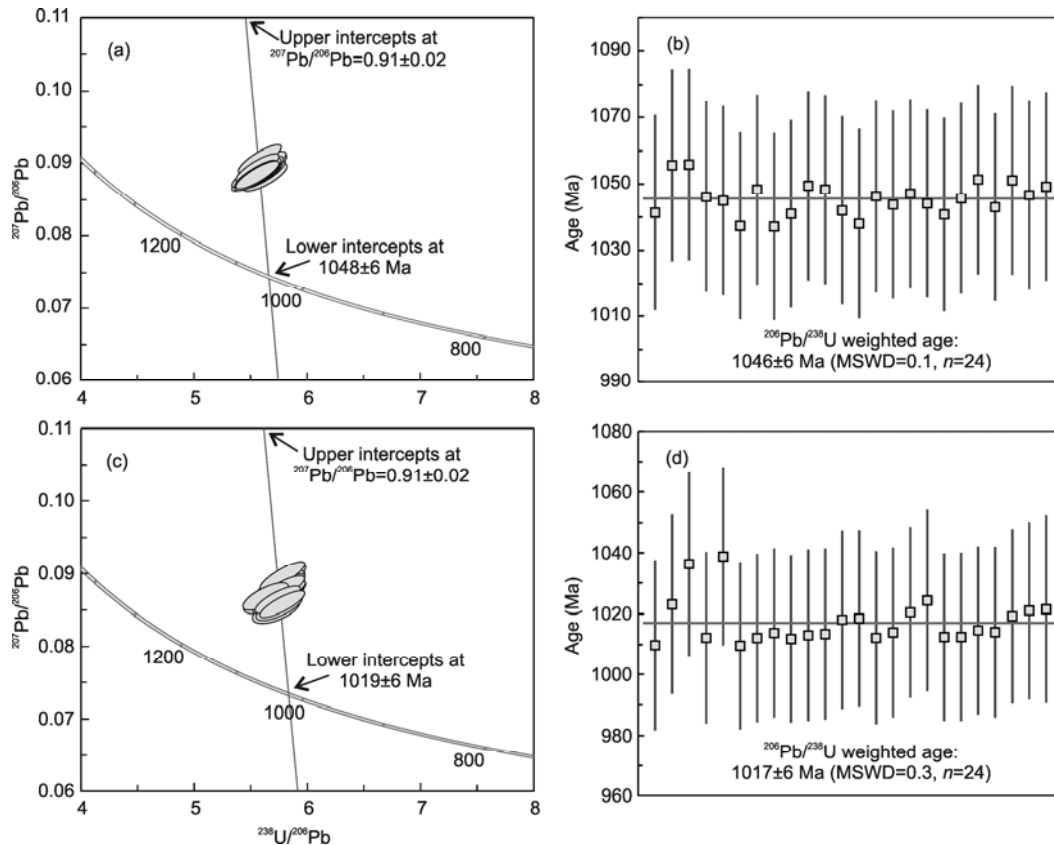 (a)
Upper intercepts at
²⁰⁷Pb/²⁰⁶Pb=0.91±0.02
0.11
0.10
0.09
0.08
0.07
0.06
²⁰⁷Pb/²⁰⁶Pb
1200
Lower intercepts at
1048±6 Ma
1000
800
4
5
6
7
8
(b)
1090
1070
1050
1030
1010
990
Age (Ma)
²⁰⁶Pb/²³⁸U weighted age:
1046±6 Ma (MSWD=0.1, n=24)
(c)
Upper intercepts at
²⁰⁷Pb/²⁰⁶Pb=0.91±0.02
0.11
0.10
0.09
0.08
0.07
0.06
²⁰⁷Pb/²⁰⁶Pb
1200
Lower intercepts at
1019±6 Ma
1000
800
4
5
6
7
8
²³⁸U/²⁰⁶Pb
(d)
1080
1060
1040
1020
1000
980
960
Age (Ma)
²⁰⁶Pb/²³⁸U weighted age:
1017±6 Ma (MSWD=0.3, n=24)